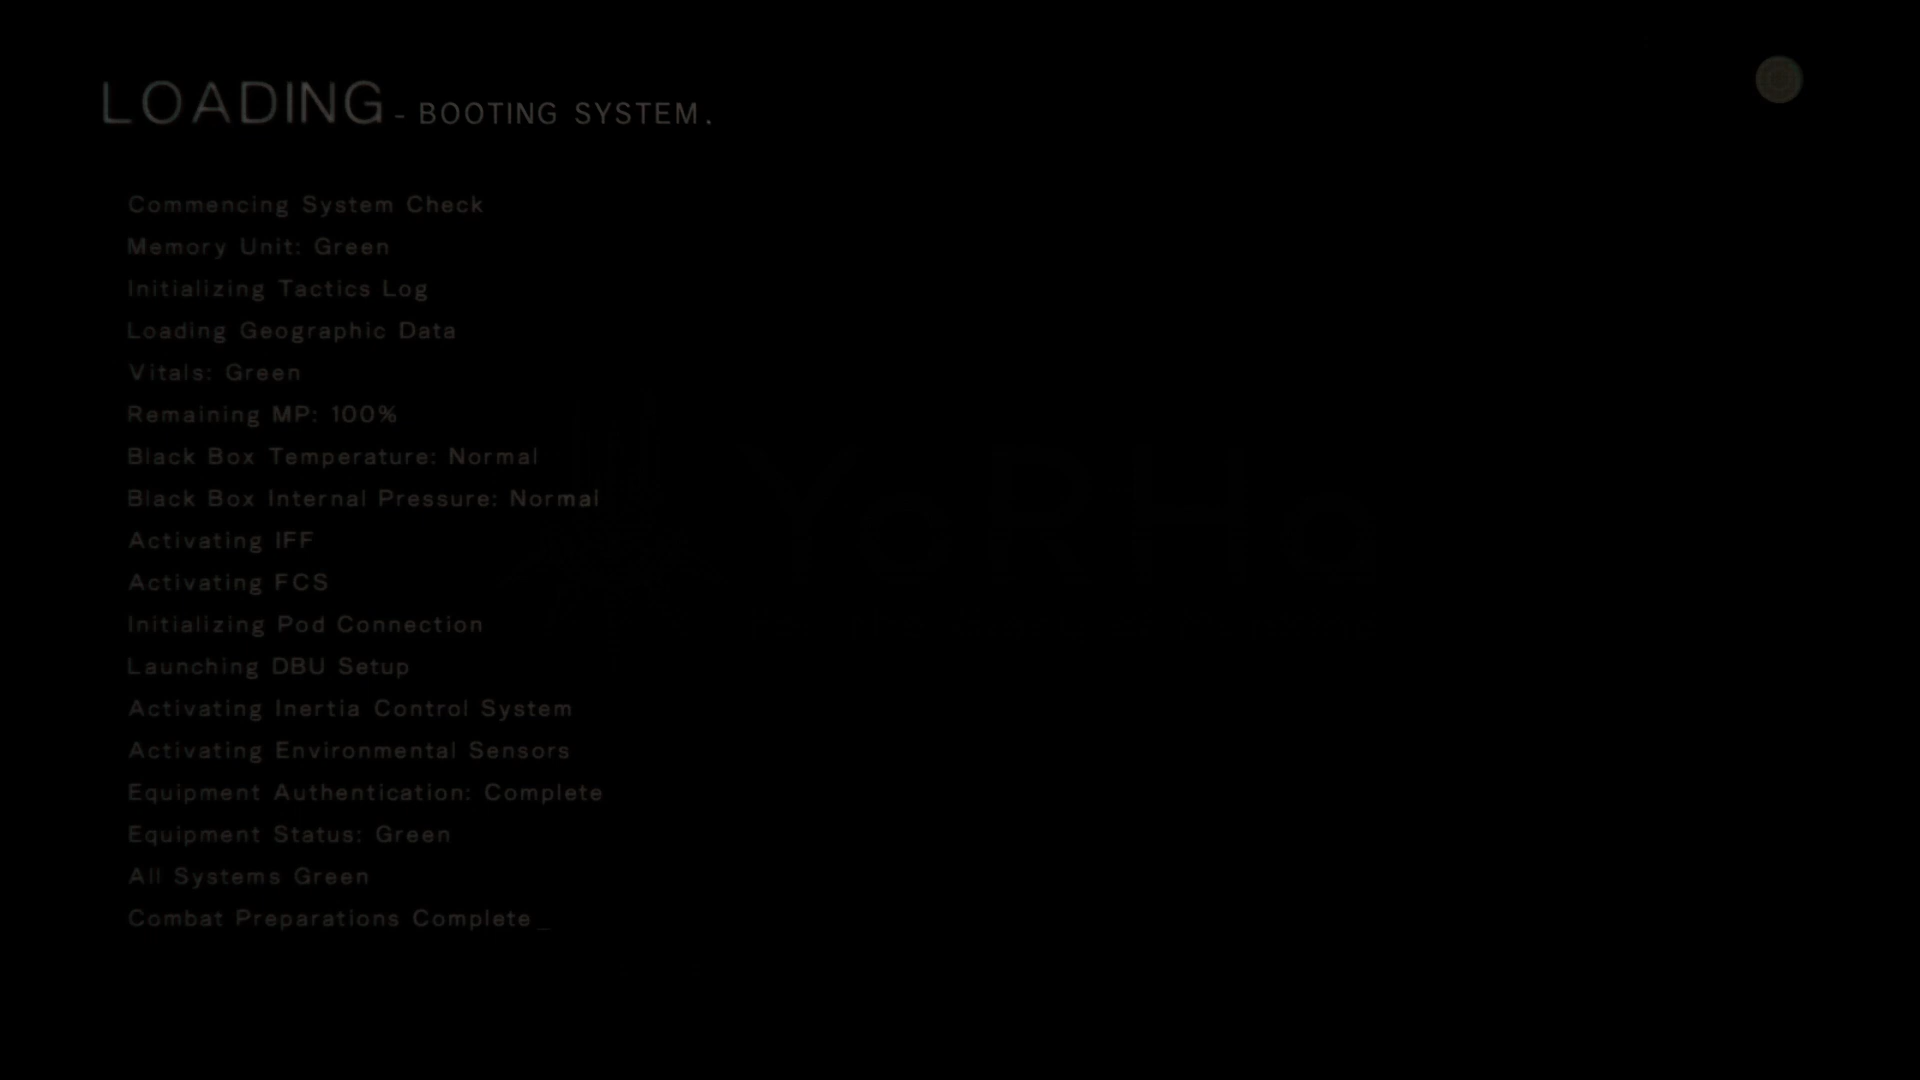 LOADING - BOOTING SYSTEM.
Commencing System Check
Memory Unit: Green
Initializing Tactics Log
Loading Geographic Data
Vitals: Green
Remaining MP: 100%
Black Box Temperature: Normal
Black Box Internal Pressure: Normal
Activating IFF
Activating FCS
Initializing Pod Connection
Launching DBU Setup
Activating Inertia Control System
Activating Environmental Sensors
Equipment Authentication: Complete
Equipment Status: Green
All Systems Green
Combat Preparations Complete_
YoRHa